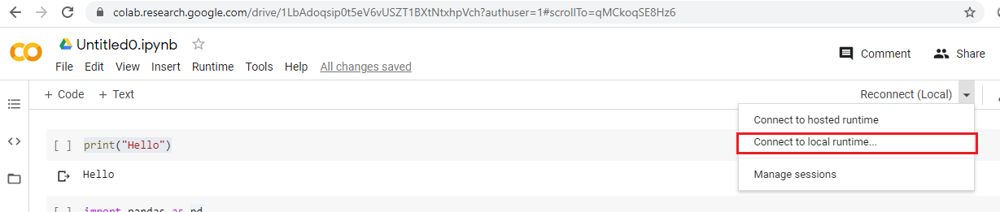 colab.research.google.com/drive/1LbAdoqsip0t5eV6vUSZT1BXtNtxhpVch?authuser=1#scrollTo=qMCkoqSE8Hz6
Untitled0.ipynb
File Edit View Insert Runtime Tools Help All changes saved
Comment Share
+ Code + Text
Reconnect (Local)
Connect to hosted runtime
Connect to local runtime...
Manage sessions
[ ] print("Hello")
Hello
[ ] import pandas as pd